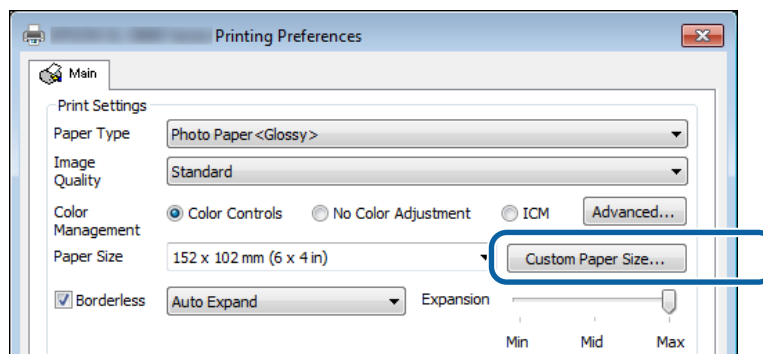 Printing Preferences
Main
Print Settings
Paper Type Photo Paper<Glossy>
Image Quality Standard
Color Management Color Controls No Color Adjustment ICM Advanced...
Paper Size 152 x 102 mm (6 x 4 in) Custom Paper Size...
Borderless Auto Expand Expansion
Min Mid Max